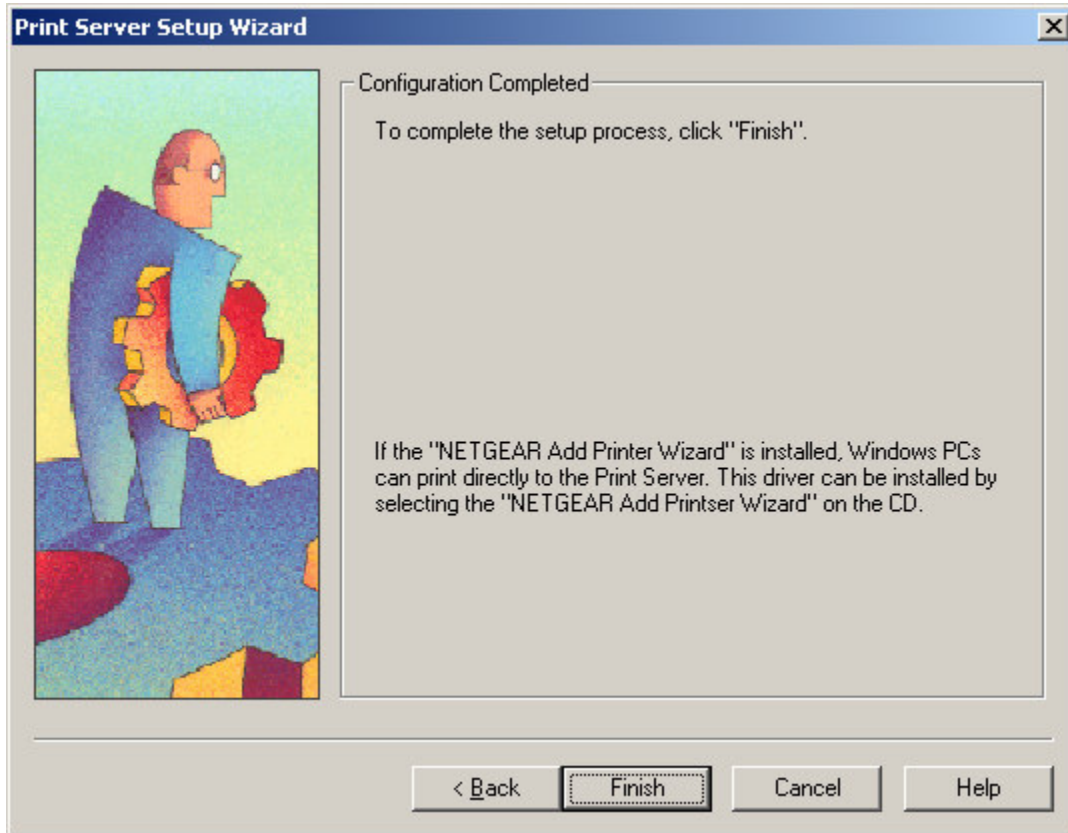 Print Server Setup Wizard
Configuration Completed
To complete the setup process, click "Finish".
If the "NETGEAR Add Printer Wizard" is installed, Windows PCs
can print directly to the Print Server. This driver can be installed by
selecting the "NETGEAR Add Printser Wizard" on the CD.
< Back
Finish
Cancel
Help